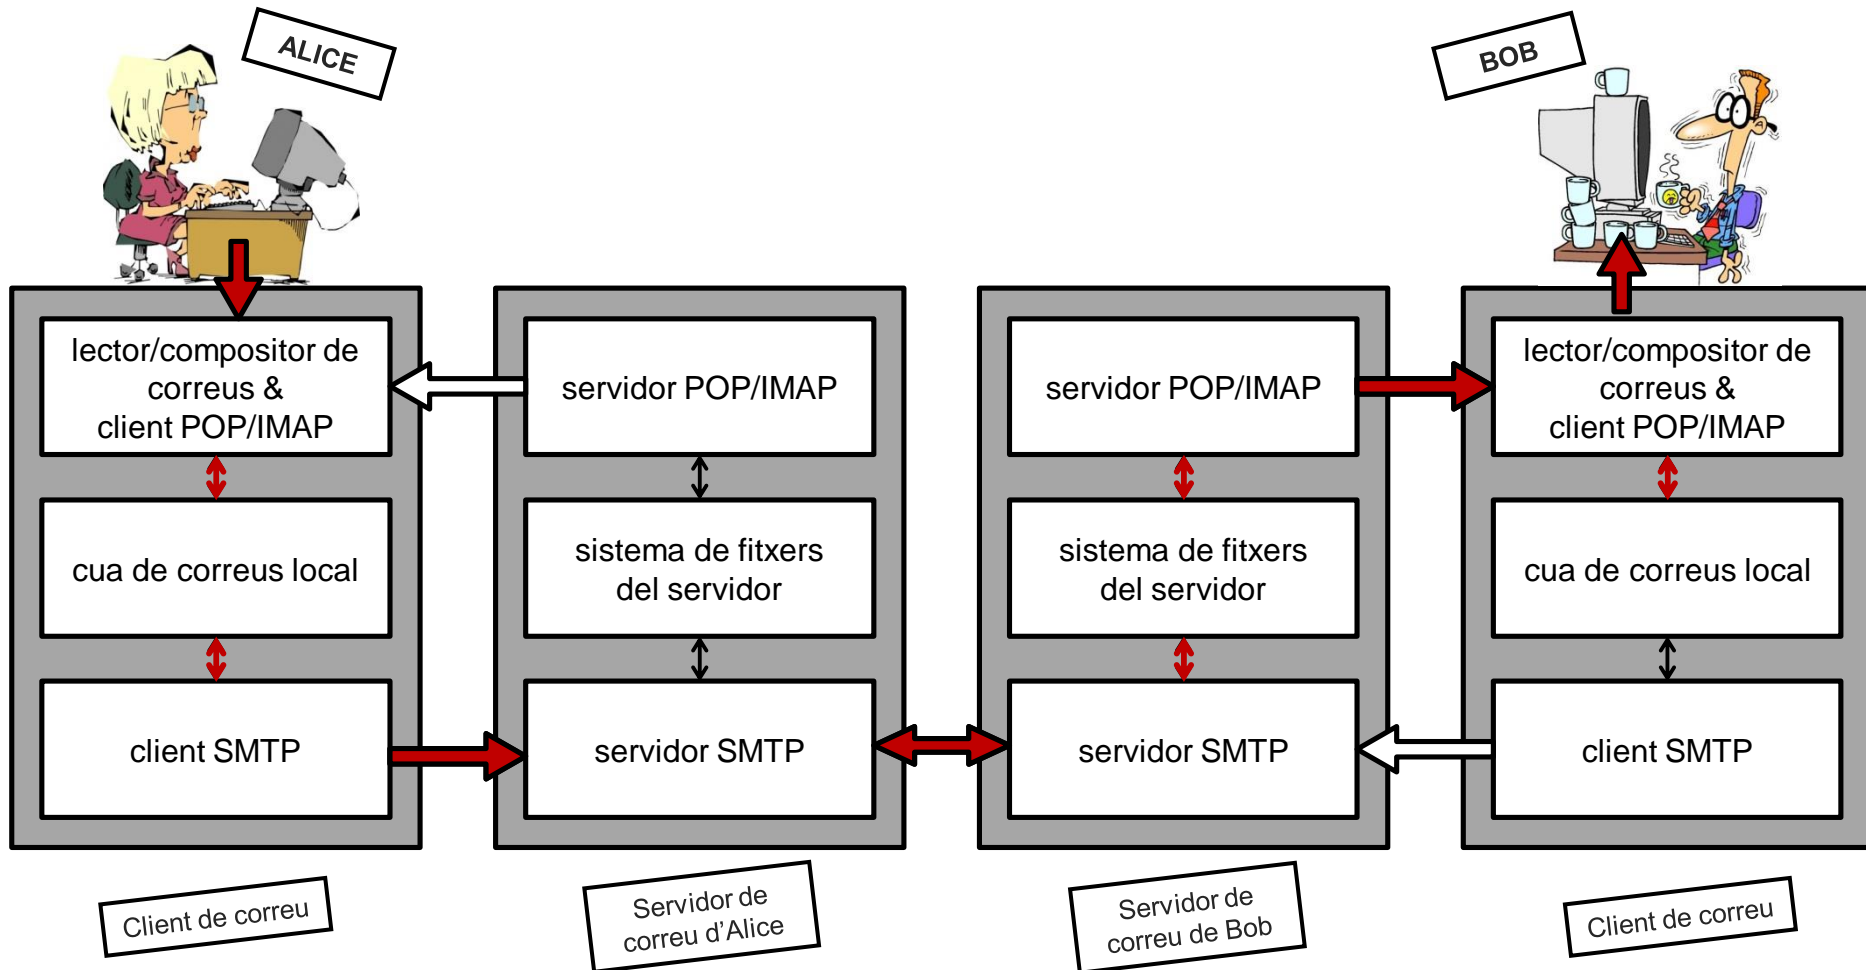 ALICE
BOB
lector/compositor de
correus &
client POP/IMAP
servidor POP/IMAP
servidor POP/IMAP
lector/compositor de
correus &
client POP/IMAP
cua de correus local
sistema de fitxers
del servidor
sistema de fitxers
del servidor
cua de correus local
client SMTP
servidor SMTP
servidor SMTP
client SMTP
Client de correu
Servidor de
correu d’Alice
Servidor de
correu de Bob
Client de correu